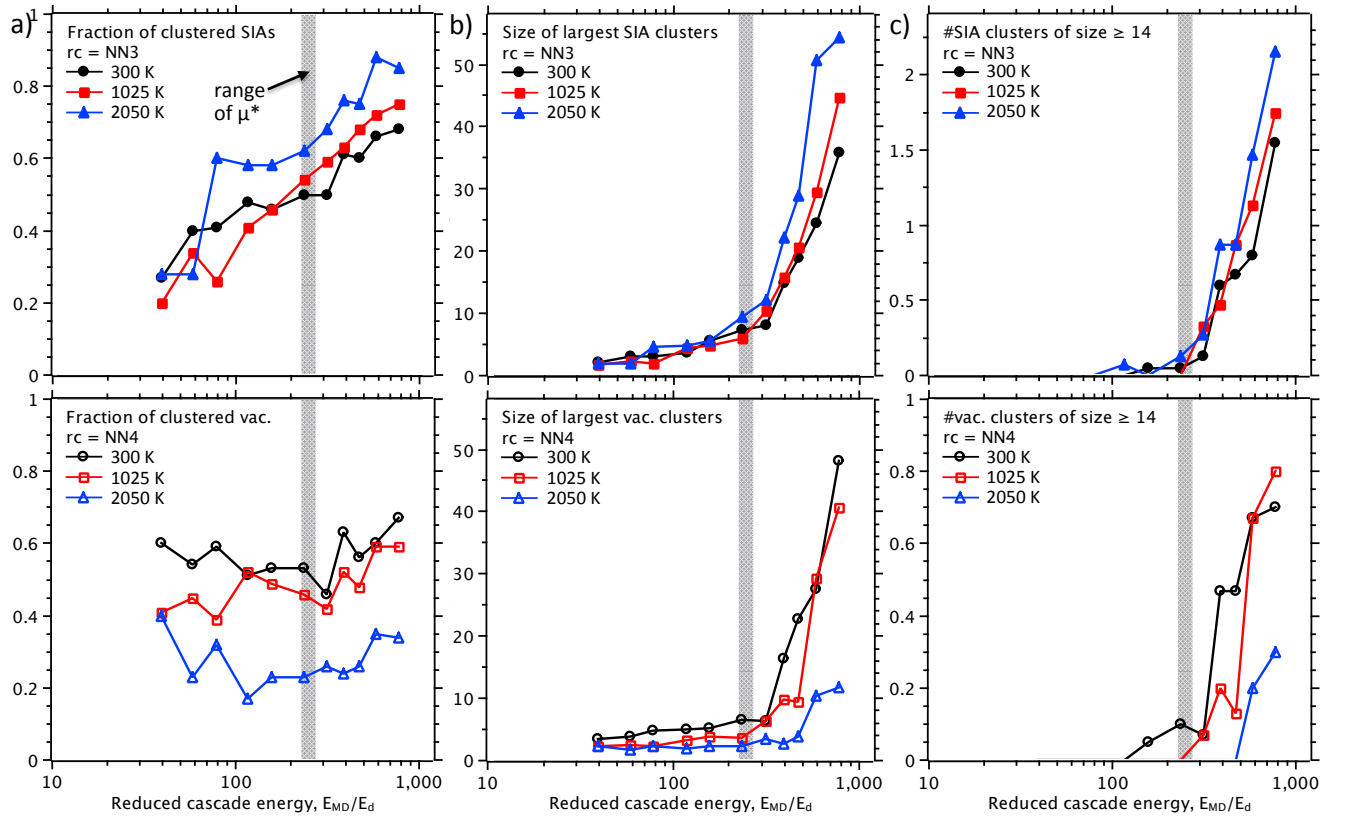 a)
Fraction of clustered SIAs
rc = NN3
300 K
1025 K
2050 K
range
of μ*
1
0.8
0.6
0.4
0.2
0
b)
Size of largest SIA clusters
rc = NN3
300 K
1025 K
2050 K
50
40
30
20
10
0
c)
#SIA clusters of size ≥ 14
rc = NN3
300 K
1025 K
2050 K
2
1.5
1
0.5
0
Fraction of clustered vac.
rc = NN4
300 K
1025 K
2050 K
1
0.8
0.6
0.4
0.2
0
10
100
1,000
Reduced cascade energy, EMD/Ed
Size of largest vac. clusters
rc = NN4
300 K
1025 K
2050 K
50
40
30
20
10
0
10
100
1,000
Reduced cascade energy, EMD/Ed
#vac. clusters of size ≥ 14
rc = NN4
300 K
1025 K
2050 K
1
0.8
0.6
0.4
0.2
0
10
100
1,000
Reduced cascade energy, EMD/Ed